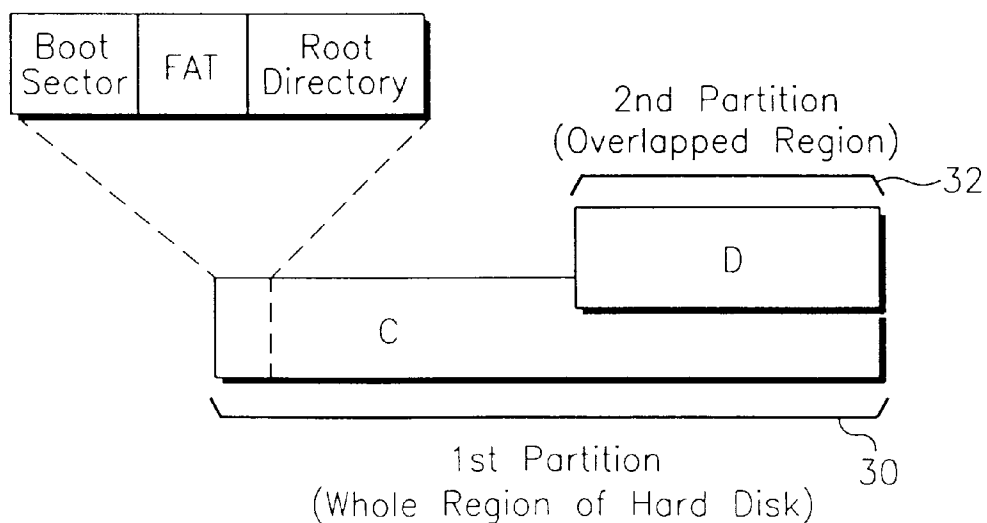 Boot
Sector
FAT
Root
Directory
2nd Partition
(Overlapped Region)
32
D
C
1st Partition
30
(Whole Region of Hard Disk)